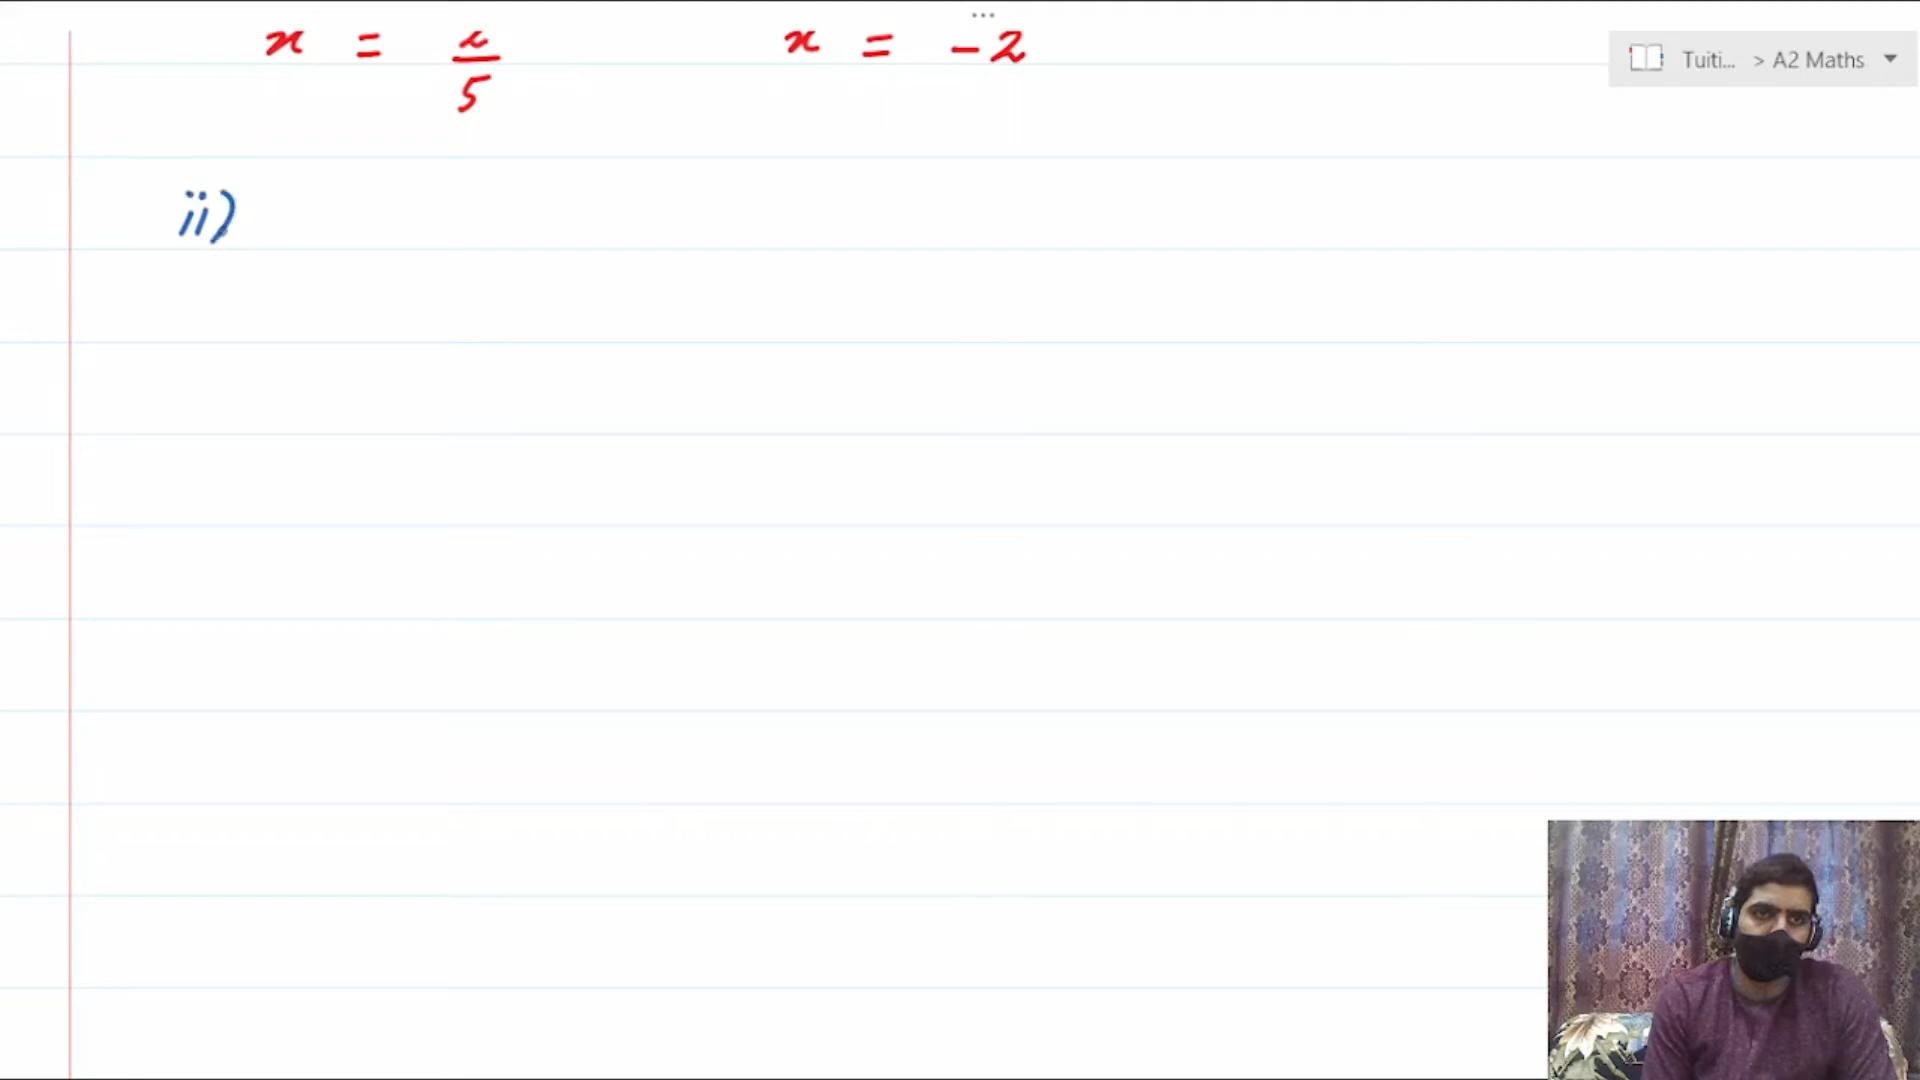 ...
x = /5 x = -2
Tuiti... > A2 Maths
ii)